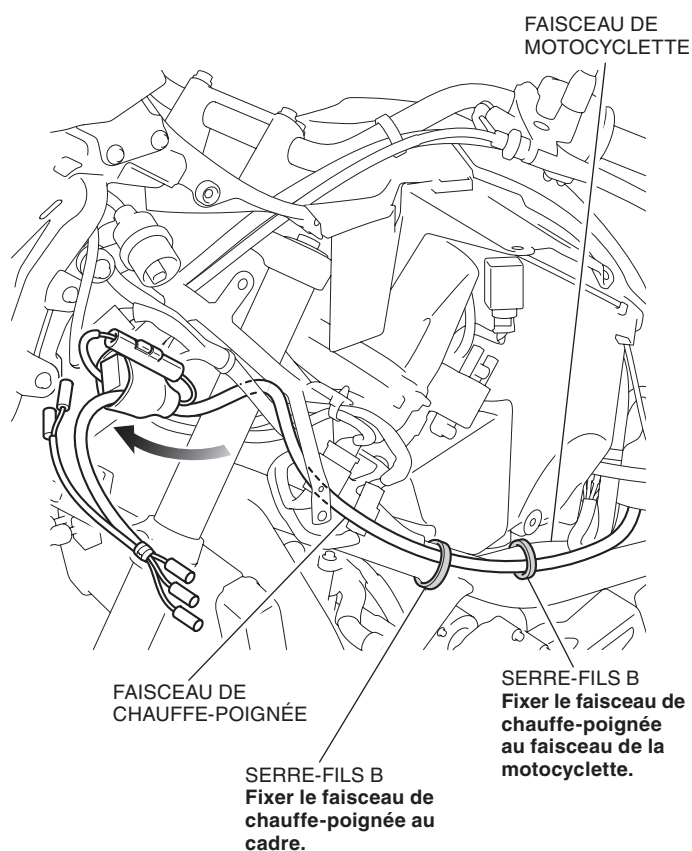 FAISCEAU DE
MOTOCYCLETTE
FAISCEAU DE
CHAUFFE-POIGNÉE
SERRE-FILS B
Fixer le faisceau de
chauffe-poignée
au faisceau de la
motocyclette.
SERRE-FILS B
Fixer le faisceau de
chauffe-poignée au
cadre.